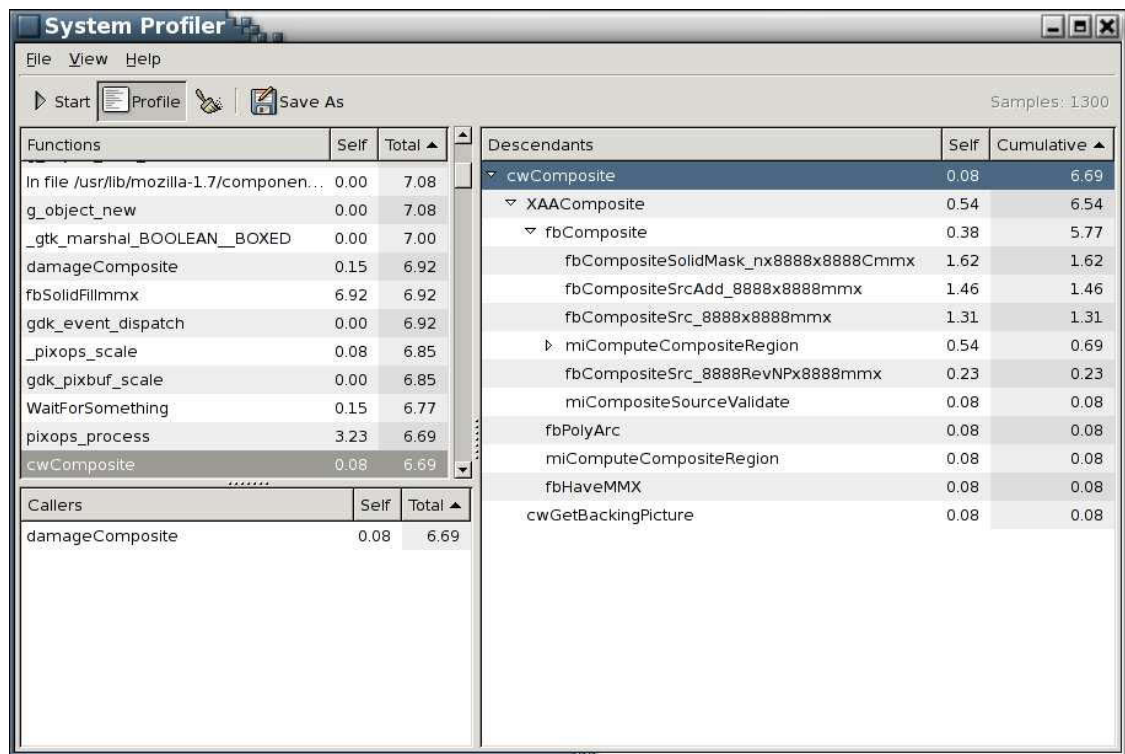 System Profiler
File View Help
Start Profile Save As Samples: 1300
Functions Self Total
In file /usr/lib/mozilla-1.7/componen... 0.00 7.08
g_object_new 0.00 7.08
_gtk_marshal_BOOLEAN__BOXED 0.00 7.00
damageComposite 0.15 6.92
fbSolidFillmmx 6.92 6.92
gdk_event_dispatch 0.00 6.92
_pixops_scale 0.08 6.85
gdk_pixbuf_scale 0.00 6.85
WaitForSomething 0.15 6.77
pixops_process 3.23 6.69
cwComposite 0.08 6.69
Callers Self Total
damageComposite 0.08 6.69
Descendants Self Cumulative
cwComposite 0.08 6.69
XAAComposite 0.54 6.54
fbComposite 0.38 5.77
fbCompositeSolidMask_nx8888x8888Cmmx 1.62 1.62
fbCompositeSrcAdd_8888x8888mmx 1.46 1.46
fbCompositeSrc_8888x8888mmx 1.31 1.31
miComputeCompositeRegion 0.54 0.69
fbCompositeSrc_8888RevNPx8888mmx 0.23 0.23
miCompositeSourceValidate 0.08 0.08
fbPolyArc 0.08 0.08
miComputeCompositeRegion 0.08 0.08
fbHaveMMX 0.08 0.08
cwGetBackingPicture 0.08 0.08